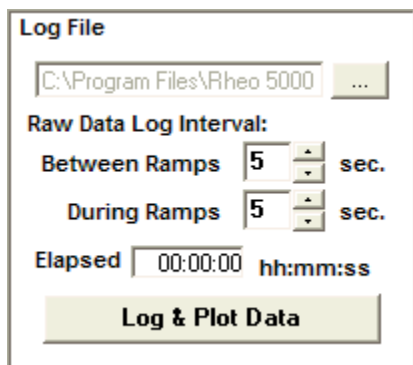 Log File
C:\Program Files\Rheo 5000 ...
Raw Data Log Interval:
Between Ramps 5 sec.
During Ramps 5 sec.
Elapsed 00:00:00 hh:mm:ss
Log & Plot Data